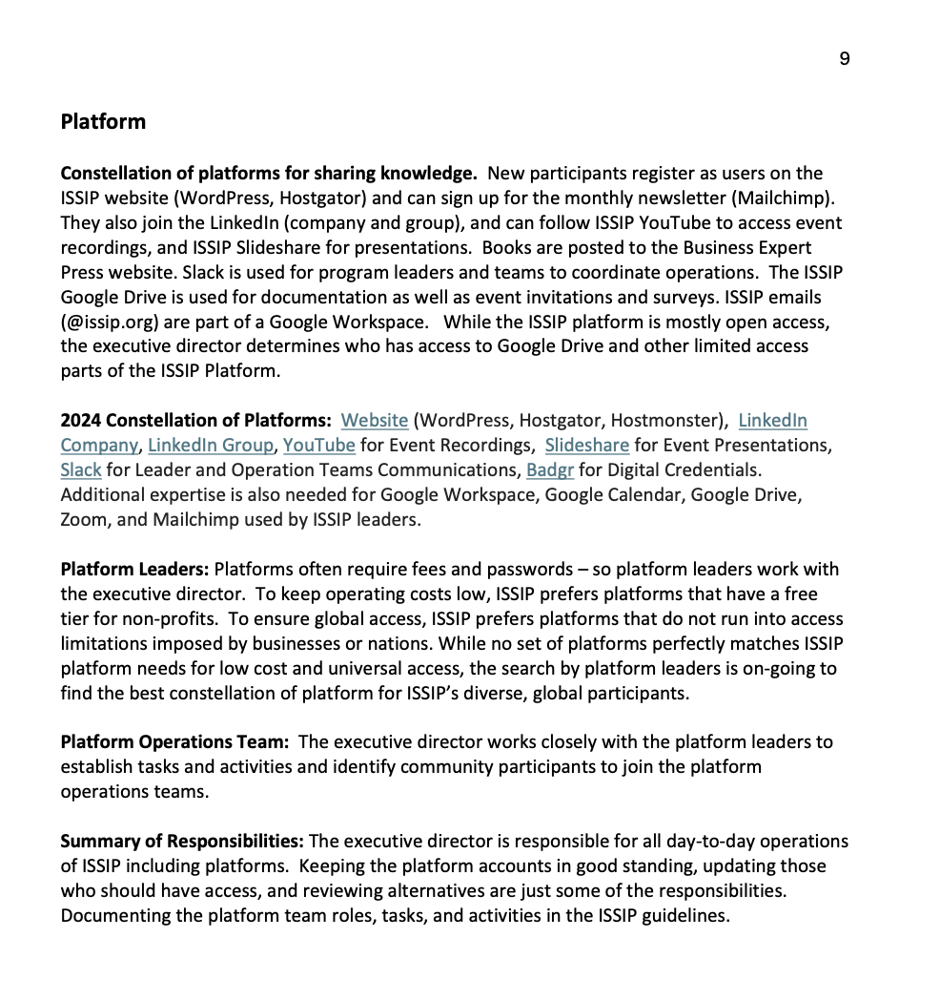 9
Platform
Constellation of platforms for sharing knowledge.  New participants register as users on the
ISSIP website (WordPress, Hostgator) and can sign up for the monthly newsletter (Mailchimp).
They also join the LinkedIn (company and group), and can follow ISSIP YouTube to access event
recordings, and ISSIP Slideshare for presentations.  Books are posted to the Business Expert
Press website. Slack is used for program leaders and teams to coordinate operations.  The ISSIP
Google Drive is used for documentation as well as event invitations and surveys. ISSIP emails
(@issip.org) are part of a Google Workspace.   While the ISSIP platform is mostly open access,
the executive director determines who has access to Google Drive and other limited access
parts of the ISSIP Platform.
2024 Constellation of Platforms:  Website (WordPress, Hostgator, Hostmonster),  LinkedIn
Company, LinkedIn Group, YouTube for Event Recordings,  Slideshare for Event Presentations,
Slack for Leader and Operation Teams Communications, Badgr for Digital Credentials.
Additional expertise is also needed for Google Workspace, Google Calendar, Google Drive,
Zoom, and Mailchimp used by ISSIP leaders.
Platform Leaders: Platforms often require fees and passwords – so platform leaders work with
the executive director.  To keep operating costs low, ISSIP prefers platforms that have a free
tier for non-profits.  To ensure global access, ISSIP prefers platforms that do not run into access
limitations imposed by businesses or nations. While no set of platforms perfectly matches ISSIP
platform needs for low cost and universal access, the search by platform leaders is on-going to
find the best constellation of platform for ISSIP’s diverse, global participants.
Platform Operations Team:  The executive director works closely with the platform leaders to
establish tasks and activities and identify community participants to join the platform
operations teams.
Summary of Responsibilities: The executive director is responsible for all day-to-day operations
of ISSIP including platforms.  Keeping the platform accounts in good standing, updating those
who should have access, and reviewing alternatives are just some of the responsibilities.
Documenting the platform team roles, tasks, and activities in the ISSIP guidelines.